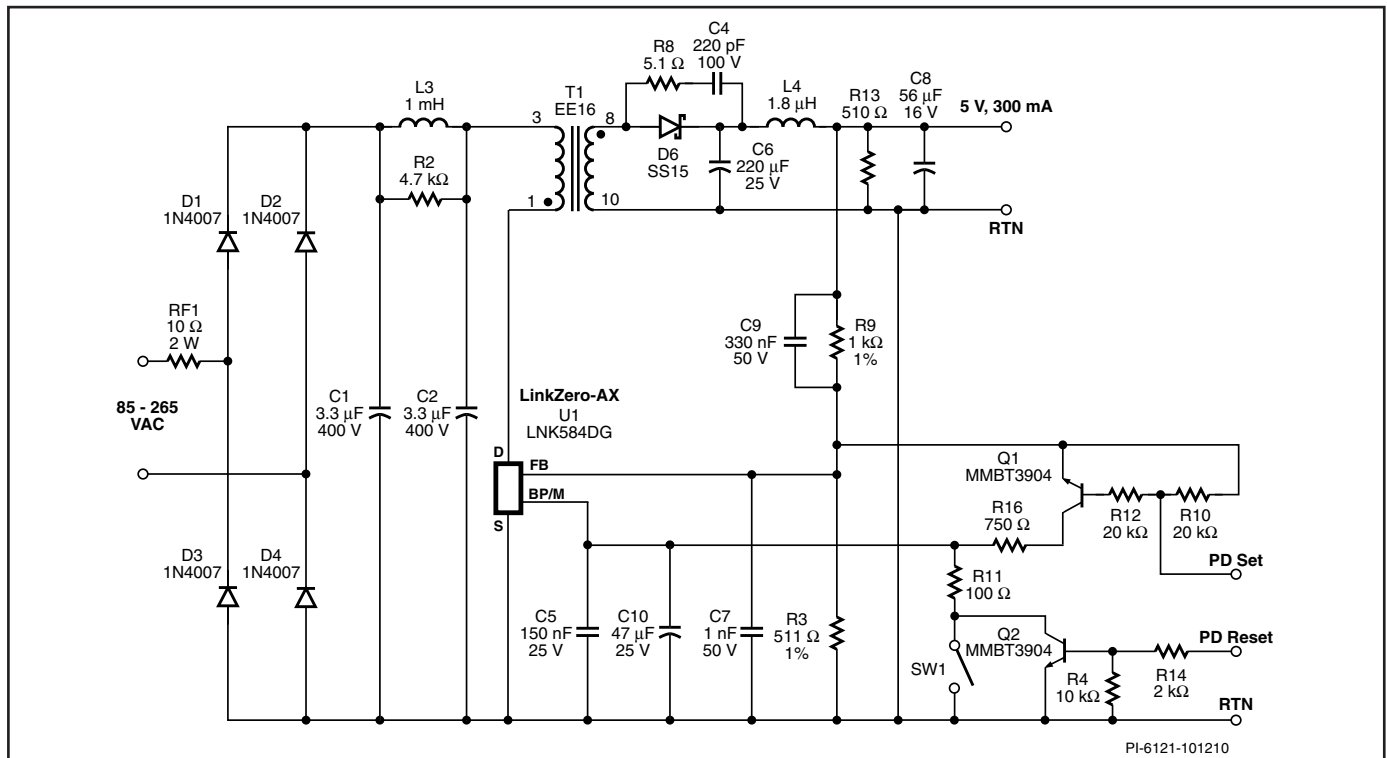 C4
220 pF
100 V
R8
5.1 Ω
L3
1 mH
T1
EE16
L4
1.8 μH
R13
510 Ω
C8
56 μF
16 V
5 V, 300 mA
3
8
D6
SS15
C6
220 μF
25 V
R2
4.7 kΩ
1
10
RTN
D1
1N4007
D2
1N4007
RF1
10 Ω
2 W
85 - 265
VAC
C1
3.3 μF
400 V
C2
3.3 μF
400 V
C9
330 nF
50 V
R9
1 kΩ
1%
LinkZero-AX
U1
LNK584DG
D
FB
BP/M
S
Q1
MMBT3904
R16
750 Ω
R12
20 kΩ
R10
20 kΩ
PD Set
D3
1N4007
D4
1N4007
C5
150 nF
25 V
C10
47 μF
25 V
C7
1 nF
50 V
R3
511 Ω
1%
R11
100 Ω
SW1
Q2
MMBT3904
PD Reset
R4
10 kΩ
R14
2 kΩ
RTN
PI-6121-101210